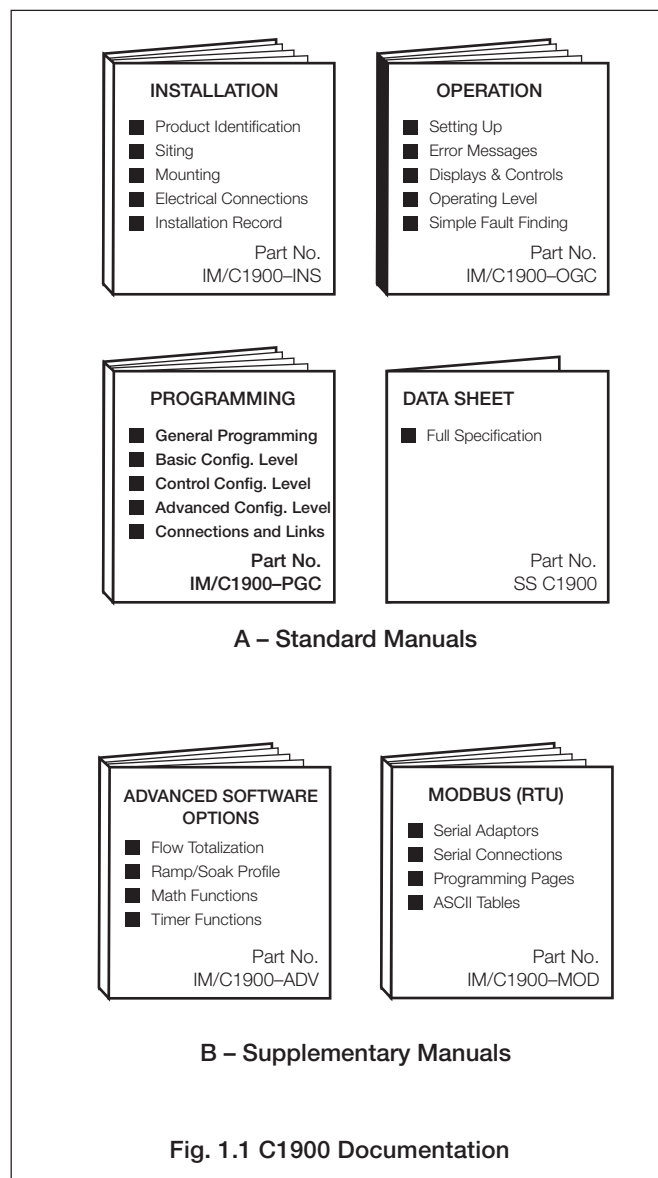 INSTALLATION
Product Identification
Siting
Mounting
Electrical Connections
Installation Record
Part No.
IM/C1900–INS
OPERATION
Setting Up
Error Messages
Displays & Controls
Operating Level
Simple Fault Finding
Part No.
IM/C1900–OGC
PROGRAMMING
General Programming
Basic Config. Level
Control Config. Level
Advanced Config. Level
Connections and Links
Part No.
IM/C1900–PGC
DATA SHEET
Full Specification
Part No.
SS C1900
A – Standard Manuals
ADVANCED SOFTWARE
OPTIONS
Flow Totalization
Ramp/Soak Profile
Math Functions
Timer Functions
Part No.
IM/C1900–ADV
MODBUS (RTU)
Serial Adaptors
Serial Connections
Programming Pages
ASCII Tables
Part No.
IM/C1900–MOD
B – Supplementary Manuals
Fig. 1.1 C1900 Documentation